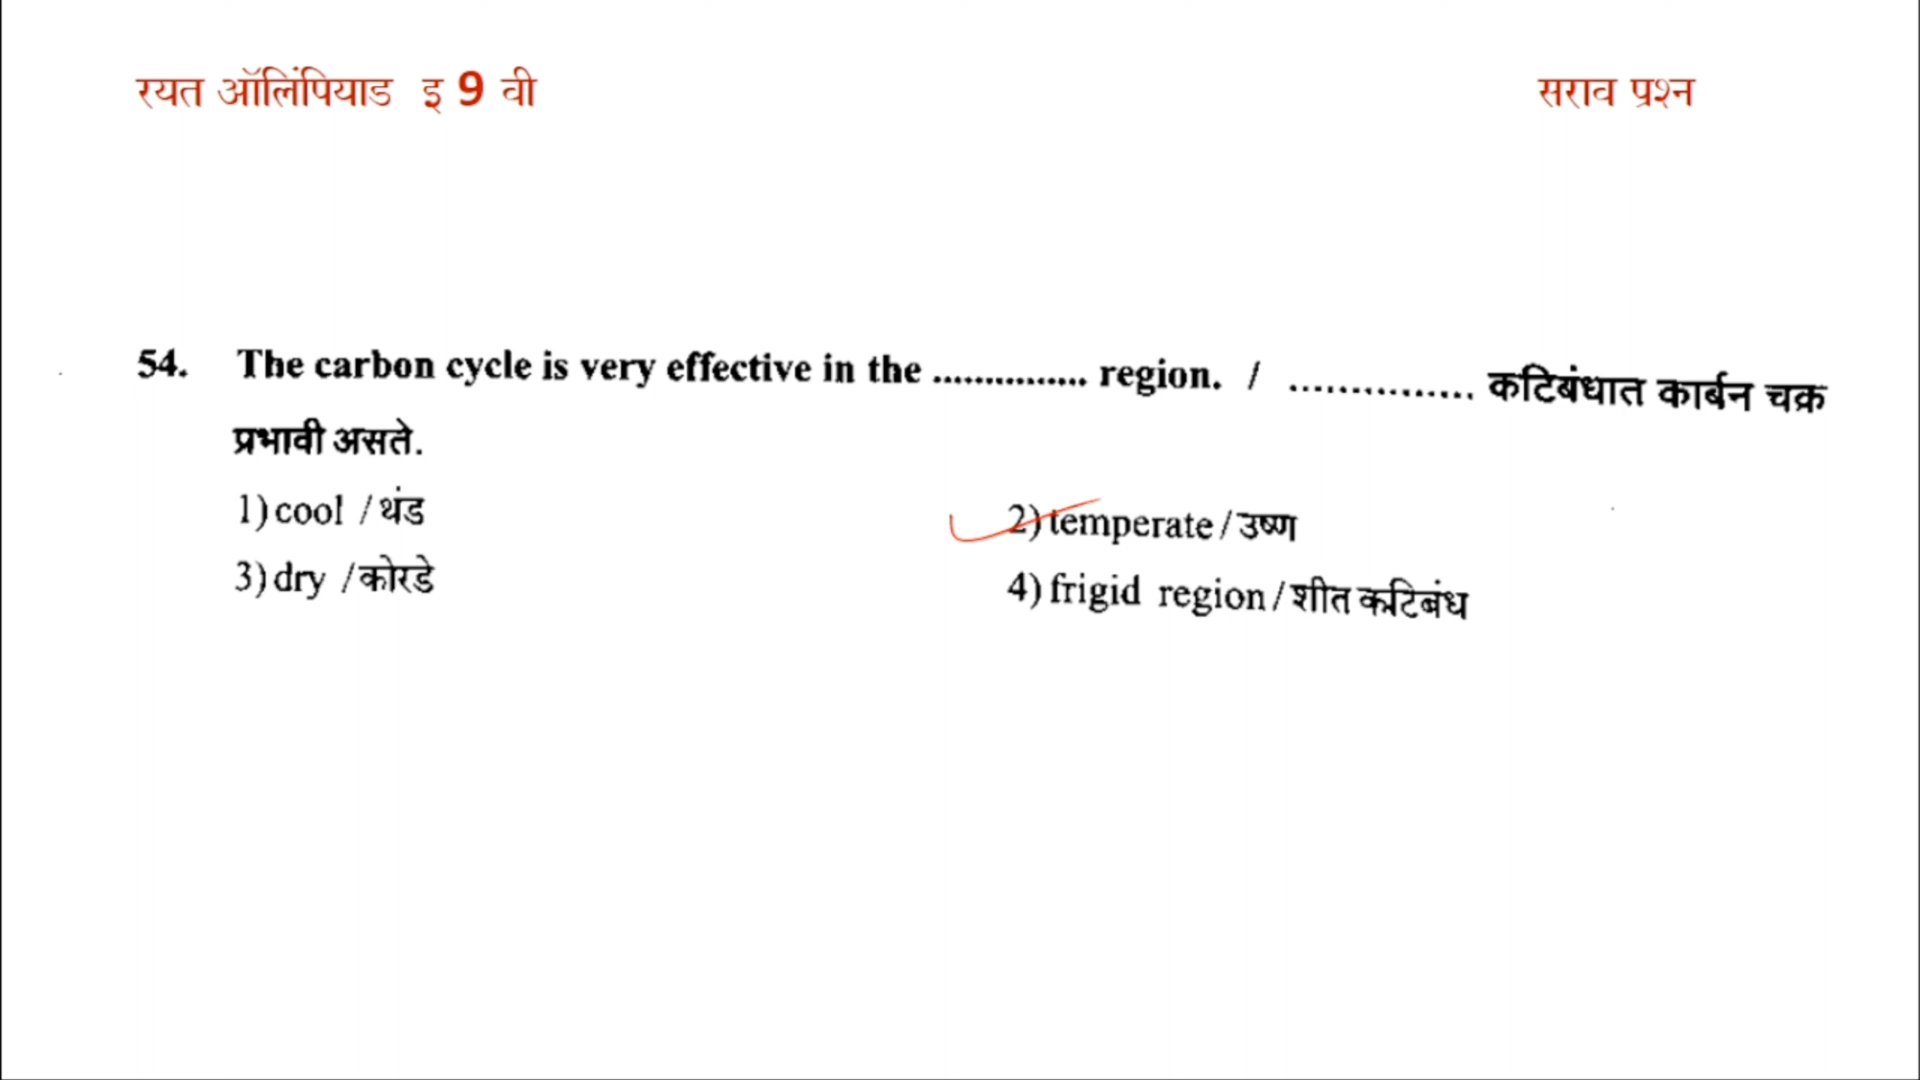 रयत ऑलिंपियाड इ 9 वी
सराव प्रश्न
54. The carbon cycle is very effective in the ............... region. / ............... कटिबंधात कार्बन चक्र
प्रभावी असते.
1) cool / थंड
2) temperate / उष्ण
3) dry / कोरडे
4) frigid region / शीत कटिबंध